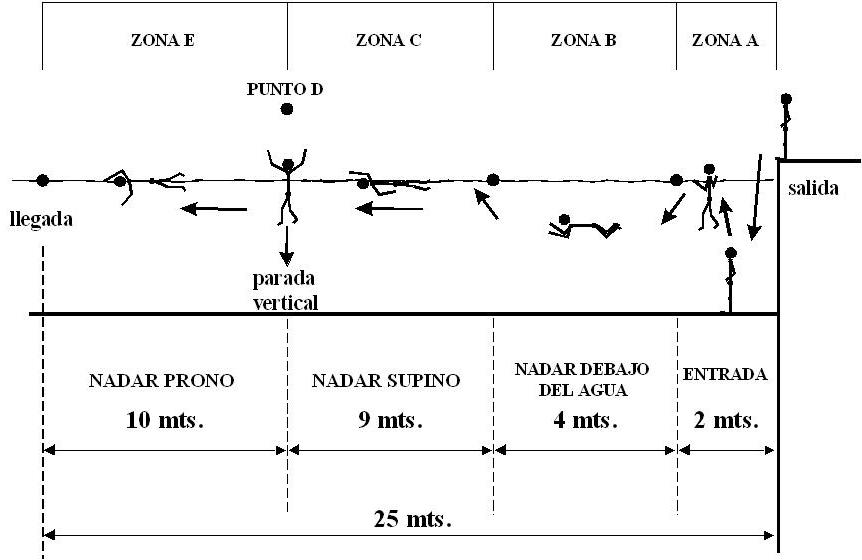 ZONA E
ZONA C
ZONA B
ZONA A
PUNTO D
llegada
salida
parada
vertical
NADAR PRONO
10 mts.
NADAR SUPINO
9 mts.
NADAR DEBAJO
DEL AGUA
4 mts.
ENTRADA
2 mts.
25 mts.